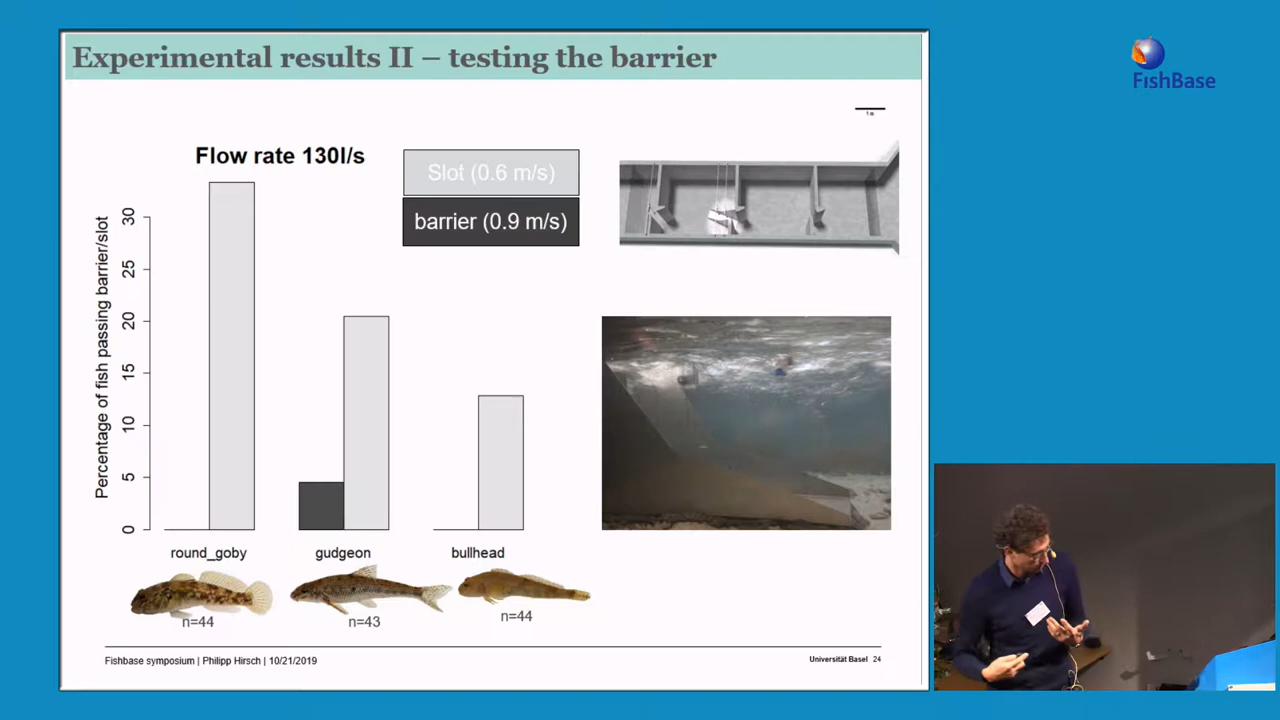 Experimental results II – testing the barrier
FishBase
1 m
Flow rate 130l/s
Slot (0.6 m/s)
barrier (0.9 m/s)
Percentage of fish passing barrier/slot
30
25
20
15
10
5
0
round_goby
gudgeon
bullhead
n=44
n=43
n=44
Fishbase symposium | Philipp Hirsch | 10/21/2019
Universität Basel 24